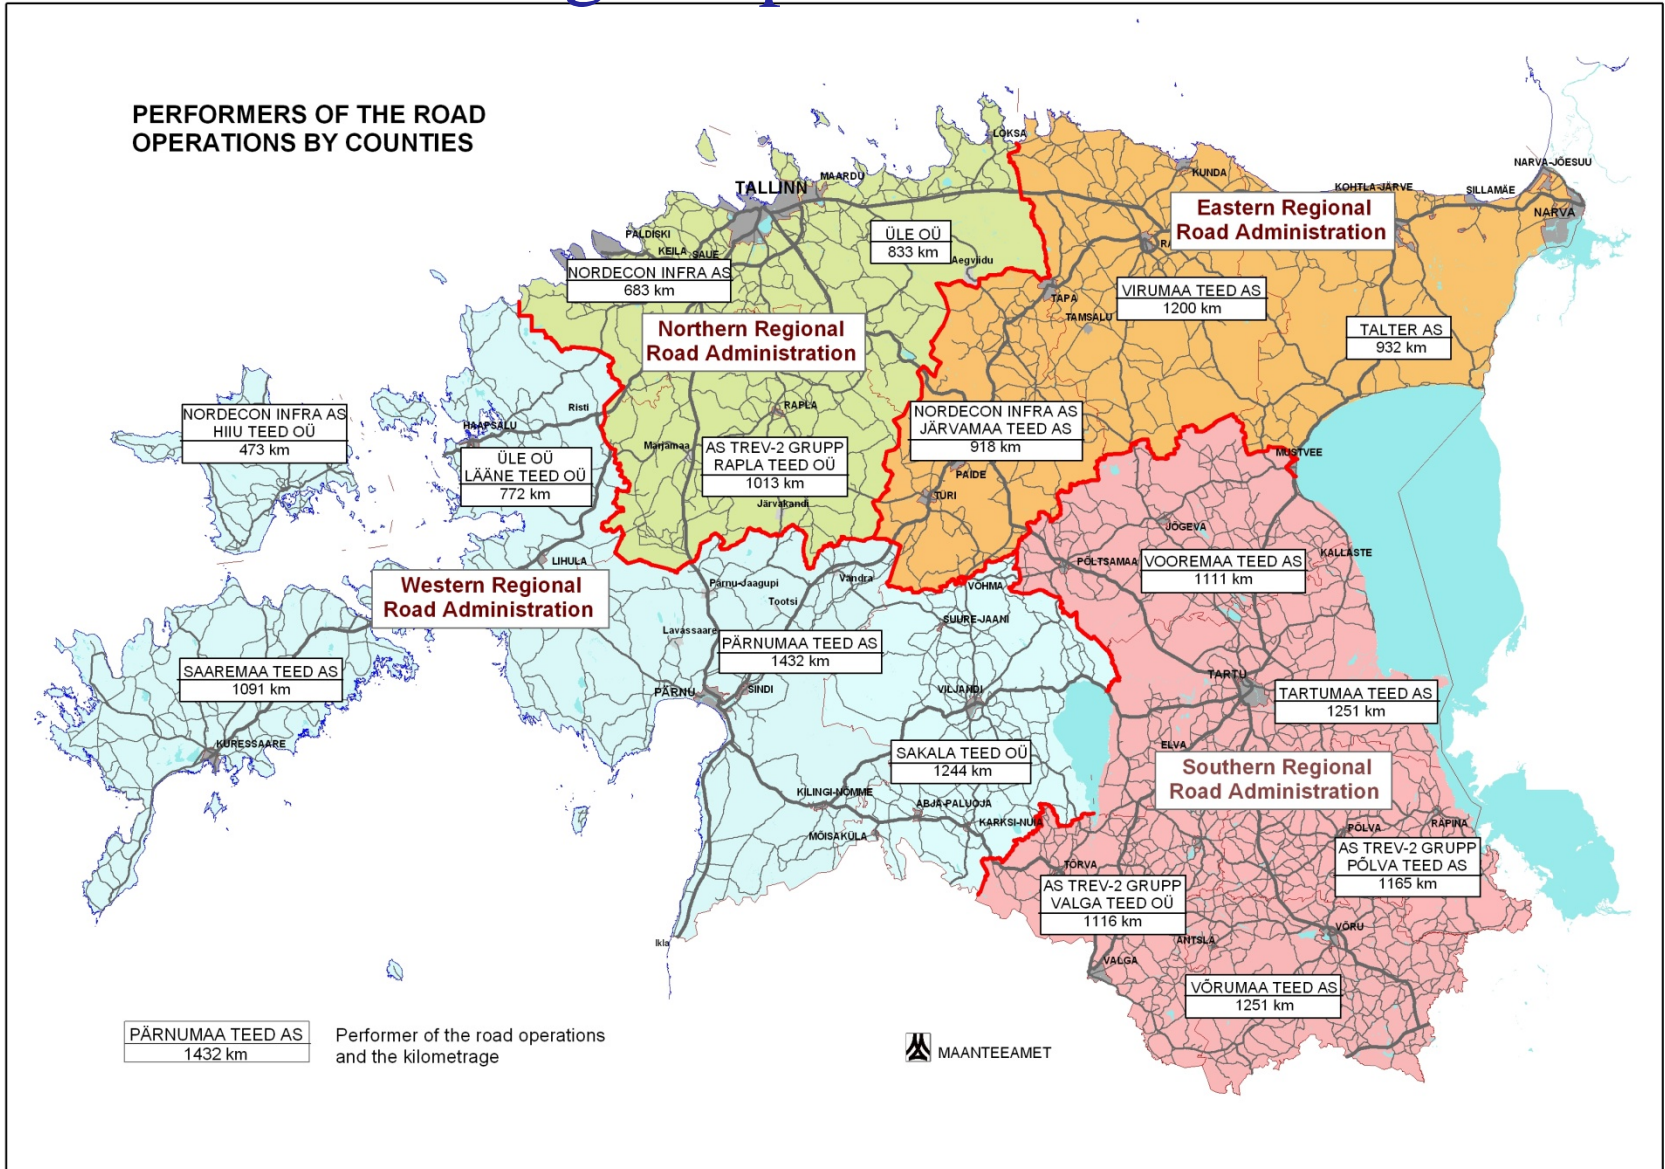 PERFORMERS OF THE ROAD
OPERATIONS BY COUNTIES
LOKSA
NARVA-JÕESUU
MAARDU
TALLINN
KUNDA
KOHTLA-JÄRVE
SILLAMÄE
NARVA
Eastern Regional
Road Administration
PALDISKI
KEILA
SAUE
ÜLE OÜ
833 km
Aegviidu
NORDECON INFRA AS
683 km
TAPA
TAMSALU
VIRUMAA TEED AS
1200 km
Northern Regional
Road Administration
TALTER AS
932 km
NORDECON INFRA AS
HIIU TEED OÜ
473 km
Risti
HAAPSALU
RAPLA
NORDECON INFRA AS
JÄRVAMAA TEED AS
918 km
Märjamaa
AS TREV-2 GRUPP
RAPLA TEED OÜ
1013 km
ÜLE OÜ
LÄÄNE TEED OÜ
772 km
MUSTVEE
PAIDE
TÜRI
Järvakandi
JÕGEVA
KALLASTE
LIHULA
PÕLTSAMAA
VOOREMAA TEED AS
1111 km
Western Regional
Road Administration
Pärnu-Jaagupi
Vändra
VÕHMA
Tootsi
SUURE-JAANI
Lavassaare
PÄRNUMAA TEED AS
1432 km
SAAREMAA TEED AS
1091 km
TARTU
PÄRNU
SINDI
VILJANDI
TARTUMAA TEED AS
1251 km
KURESSAARE
SAKALA TEED OÜ
1244 km
ELVA
Southern Regional
Road Administration
KILINGI-NÕMME
ABJA-PALUOJA
KARKSI-NUIA
MÕISAKÜLA
PÕLVA
RÄPINA
TÕRVA
AS TREV-2 GRUPP
PÕLVA TEED AS
1165 km
AS TREV-2 GRUPP
VALGA TEED OÜ
1116 km
Ikla
ANTSLA
VÕRU
VALGA
VÕRUMAA TEED AS
1251 km
PÄRNUMAA TEED AS
1432 km
Performer of the road operations
and the kilometrage
MAANTEEAMET